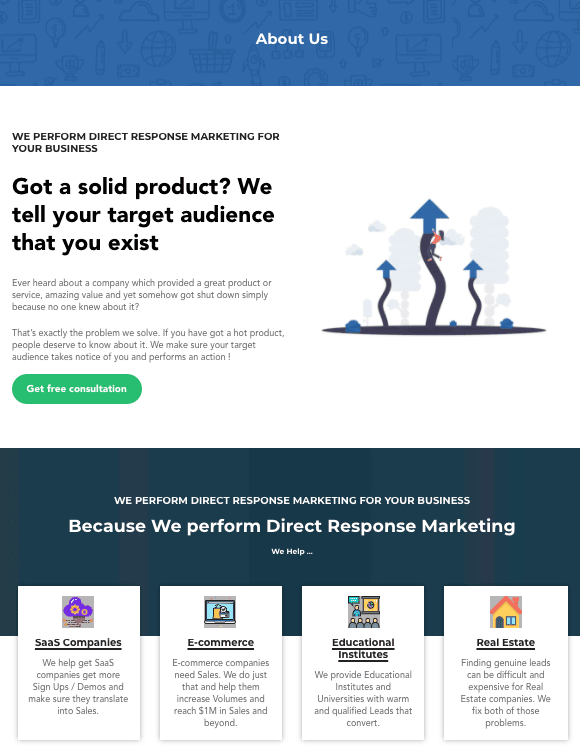 About Us
WE PERFORM DIRECT RESPONSE MARKETING FOR
YOUR BUSINESS
Got a solid product? We
tell your target audience
that you exist
Ever heard about a company which provided a great product or
service, amazing value and yet somehow got shut down simply
because no one knew about it?
That's exactly the problem we solve. If you have got a hot product,
people deserve to know about it. We make sure your target
audience takes notice of you and performs an action !
Get free consultation
WE PERFORM DIRECT RESPONSE MARKETING FOR YOUR BUSINESS
Because We perform Direct Response Marketing
We Help ...
SaaS Companies
We help get SaaS
companies get more
Sign Ups / Demos and
make sure they translate
into Sales.
E-commerce
E-commerce companies
need Sales. We do just
that and help them
increase Volumes and
reach $1M in Sales and
beyond.
Educational
Institutes
We provide Educational
Institutes and
Universities with warm
and qualified Leads that
convert.
Real Estate
Finding genuine leads
can be difficult and
expensive for Real
Estate companies. We
fix both of those
problems.